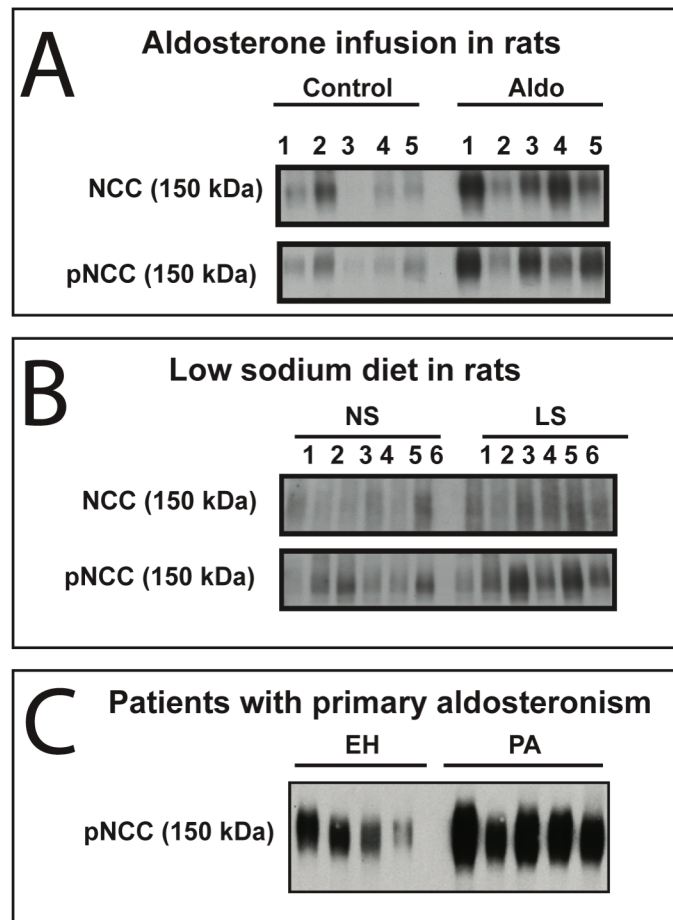 A
Aldosterone infusion in rats
Control Aldo
1 2 3 4 5 1 2 3 4 5
NCC (150 kDa)
pNCC (150 kDa)
B
Low sodium diet in rats
NS LS
1 2 3 4 5 6 1 2 3 4 5 6
NCC (150 kDa)
pNCC (150 kDa)
C
Patients with primary aldosteronism
EH PA
pNCC (150 kDa)